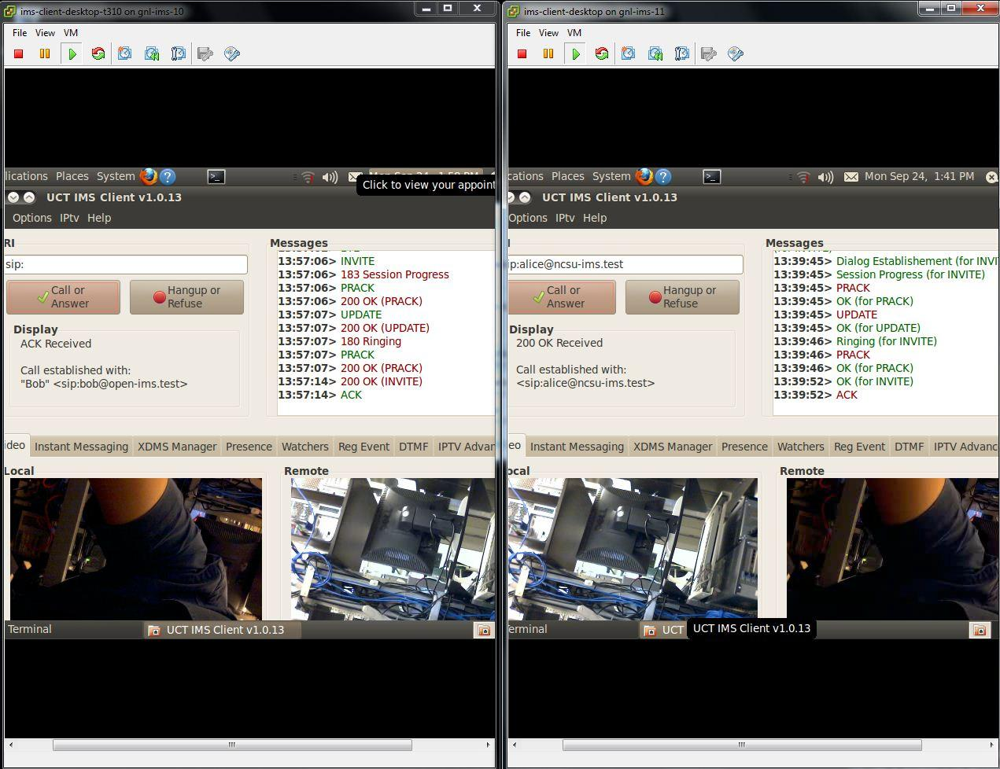 ims-client-desktop-t310 on gnl-ims-10
File View VM
lications Places System
Click to view your appoint
UCT IMS Client v1.0.13
Options IPtv Help
RI
sip:
Call or Answer
Hangup or Refuse
Display
ACK Received
Call established with:
"Bob" <sip:bob@open-ims.test>
Messages
13:57:06> INVITE
13:57:06> 183 Session Progress
13:57:06> PRACK
13:57:06> 200 OK (PRACK)
13:57:07> UPDATE
13:57:07> 200 OK (UPDATE)
13:57:07> 180 Ringing
13:57:07> PRACK
13:57:07> 200 OK (PRACK)
13:57:14> 200 OK (INVITE)
13:57:14> ACK
ideo Instant Messaging XDMS Manager Presence Watchers Reg Event DTMF IPTV Advan
Local
Remote
Terminal
UCT IMS Client v1.0.13
ims-client-desktop on gnl-ims-11
File View VM
cations Places System
Mon Sep 24, 1:41 PM
UCT IMS Client v1.0.13
Options IPtv Help
ip:alice@ncsu-ims.test
Call or Answer
Hangup or Refuse
Display
200 OK Received
Call established with:
<sip:alice@ncsu-ims.test>
Messages
13:39:45> Dialog Establisement (for INVI
13:39:45> Session Progress (for INVITE)
13:39:45> PRACK
13:39:45> OK (for PRACK)
13:39:45> UPDATE
13:39:45> OK (for UPDATE)
13:39:46> Ringing (for INVITE)
13:39:46> PRACK
13:39:46> OK (for PRACK)
13:39:52> OK (for INVITE)
13:39:52> ACK
eo Instant Messaging XDMS Manager Presence Watchers Reg Event DTMF IPTV Advanc
ocal
Remote
erminal
UCT
UCT IMS Client v1.0.13